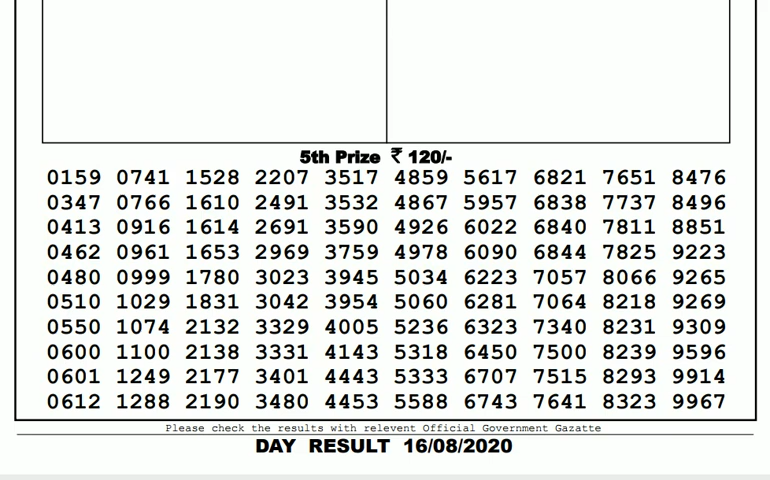 5th Prize ₹ 120/-
0159 0741 1528 2207 3517 4859 5617 6821 7651 8476
0347 0766 1610 2491 3532 4867 5957 6838 7737 8496
0413 0916 1614 2691 3590 4926 6022 6840 7811 8851
0462 0961 1653 2969 3759 4978 6090 6844 7825 9223
0480 0999 1780 3023 3945 5034 6223 7057 8066 9265
0510 1029 1831 3042 3954 5060 6281 7064 8218 9269
0550 1074 2132 3329 4005 5236 6323 7340 8231 9309
0600 1100 2138 3331 4143 5318 6450 7500 8239 9596
0601 1249 2177 3401 4443 5333 6707 7515 8293 9914
0612 1288 2190 3480 4453 5588 6743 7641 8323 9967
Please check the results with relevent Official Government Gazatte
DAY RESULT 16/08/2020